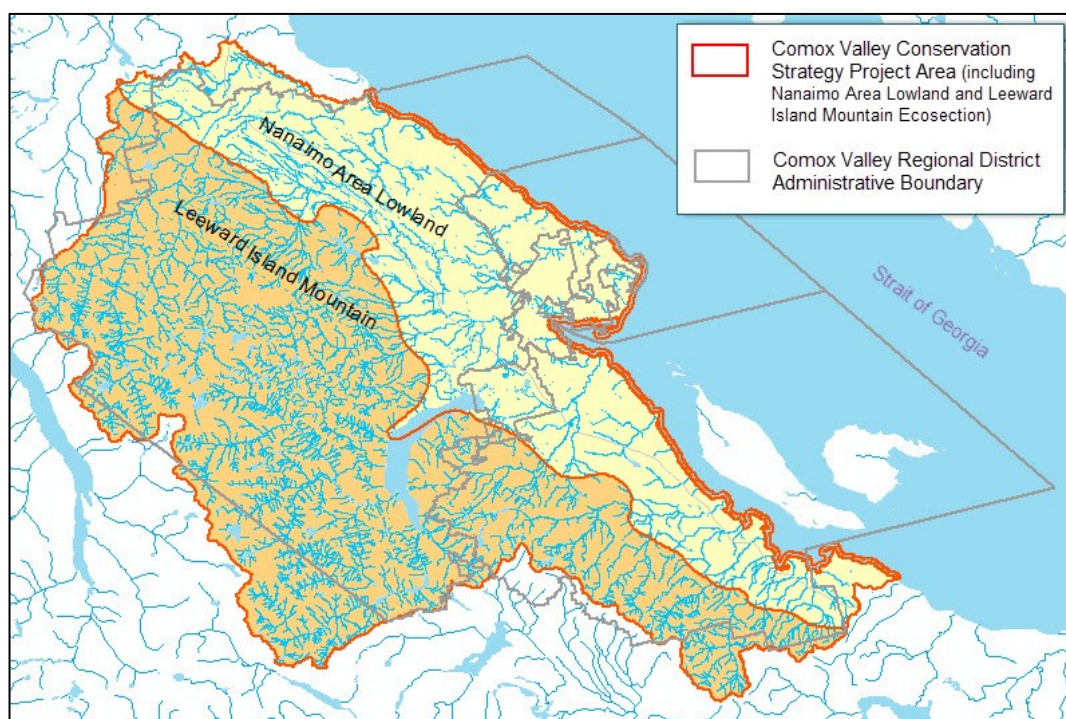 Comox Valley Conservation
Strategy Project Area (including
Nanaimo Area Lowland and Leeward
Island Mountain Ecosection)
Comox Valley Regional District
Administrative Boundary
Nanaimo Area Lowland
Leeward Island Mountain
Strait of Georgia